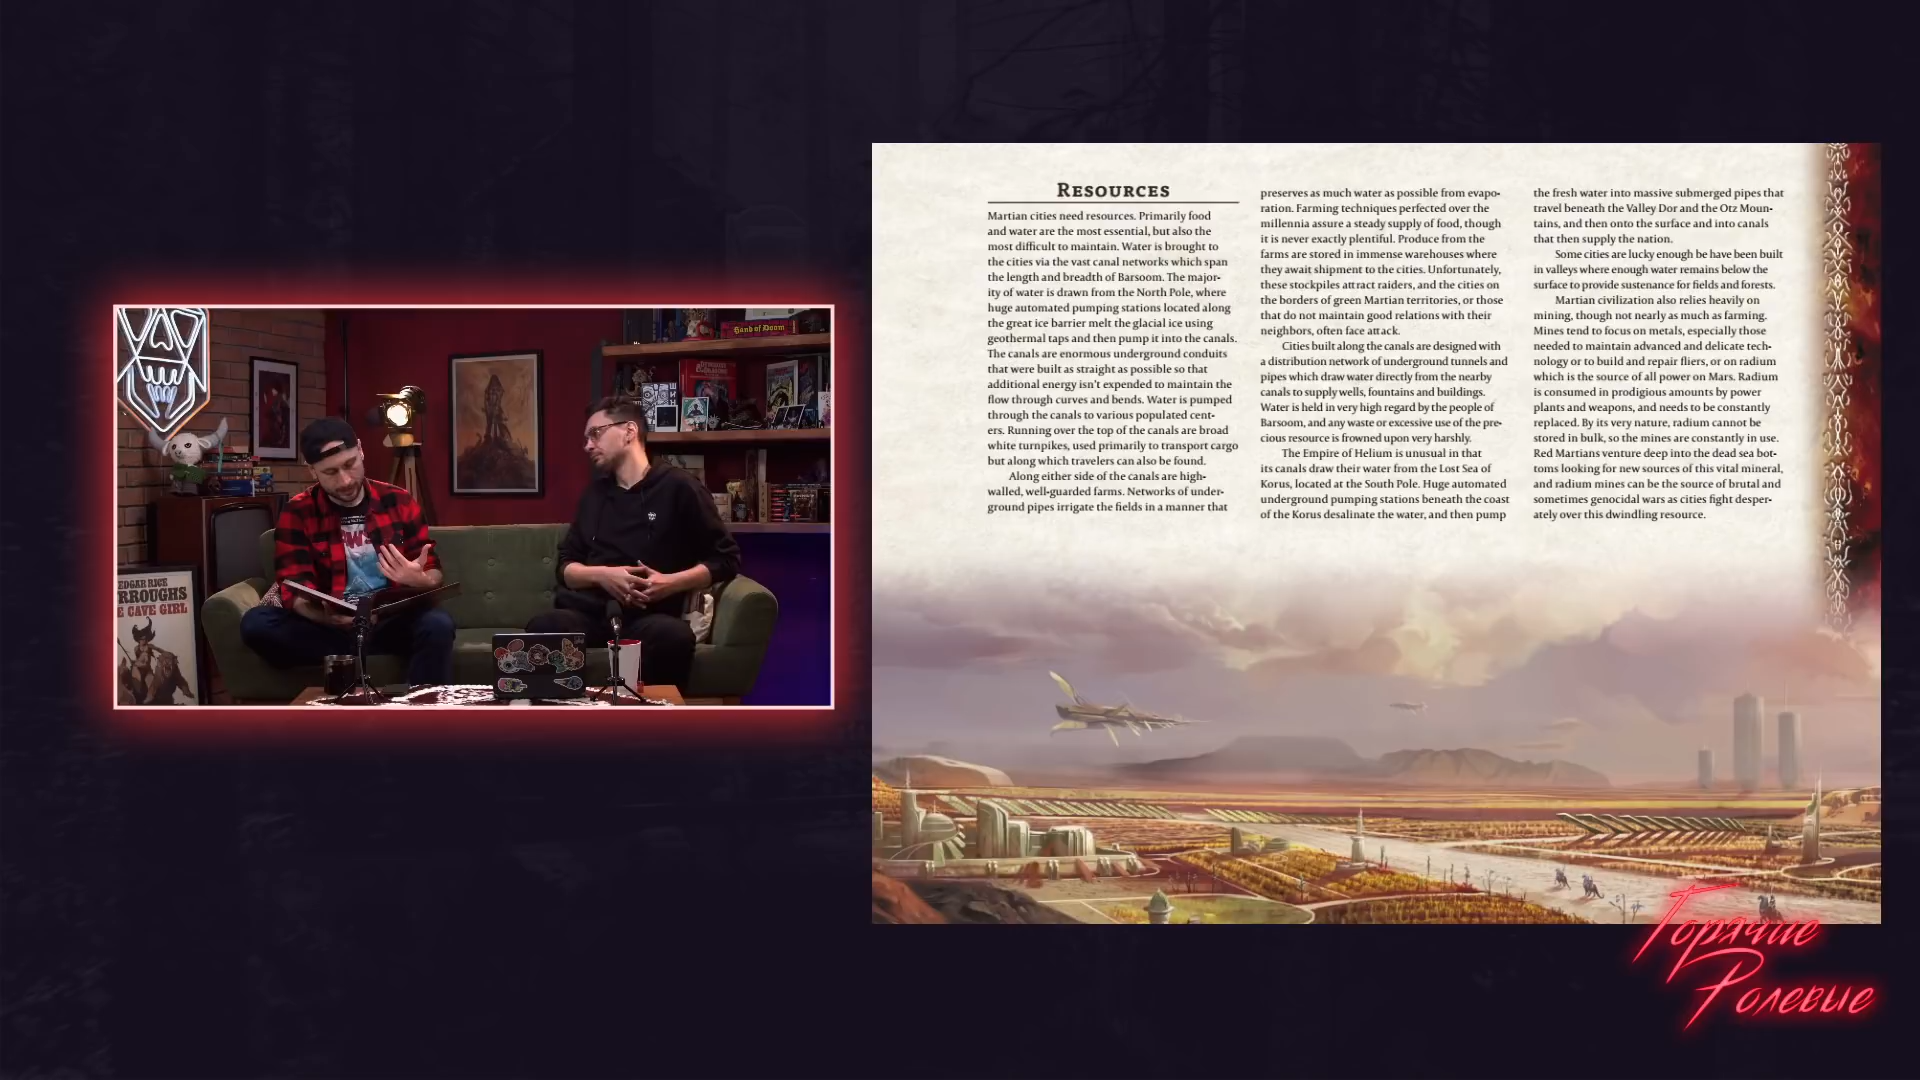 Hand of Doom
EDGAR RICE
RROUGHS
E CAVE GIRL
RESOURCES
Martian cities need resources. Primarily food
and water are the most essential, but also the
most difficult to maintain. Water is brought to
the cities via the vast canal networks which span
the length and breadth of Barsoom. The major-
ity of water is drawn from the North Pole, where
huge automated pumping stations located along
the great ice barrier melt the glacial ice using
geothermal taps and then pump it into the canals.
The canals are enormous underground conduits
that were built as straight as possible so that
additional energy isn't expended to maintain the
flow through curves and bends. Water is pumped
through the canals to various populated cent-
ers. Running over the top of the canals are broad
white turnpikes, used primarily to transport cargo
but along which travelers can also be found.
Along either side of the canals are high-
walled, well-guarded farms. Networks of under-
ground pipes irrigate the fields in a manner that
preserves as much water as possible from evapo-
ration. Farming techniques perfected over the
millennia assure a steady supply of food, though
it is never exactly plentiful. Produce from the
farms are stored in immense warehouses where
they await shipment to the cities. Unfortunately,
these stockpiles attract raiders, and the cities on
the borders of green Martian territories, or those
that do not maintain good relations with their
neighbors, often face attack.
Cities built along the canals are designed with
a distribution network of underground tunnels and
pipes which draw water directly from the nearby
canals to supply wells, fountains and buildings.
Water is held in very high regard by the people of
Barsoom, and any waste or excessive use of the pre-
cious resource is frowned upon very harshly.
The Empire of Helium is unusual in that
its canals draw their water from the Lost Sea of
Korus, located at the South Pole. Huge automated
underground pumping stations beneath the coast
of the Korus desalinate the water, and then pump
the fresh water into massive submerged pipes that
travel beneath the Valley Dor and the Otz Moun-
tains, and then onto the surface and into canals
that then supply the nation.
Some cities are lucky enough be have been built
in valleys where enough water remains below the
surface to provide sustenance for fields and forests.
Martian civilization also relies heavily on
mining, though not nearly as much as farming.
Mines tend to focus on metals, especially those
needed to maintain advanced and delicate tech-
nology or to build and repair fliers, or on radium
which is the source of all power on Mars. Radium
is consumed in prodigious amounts by power
plants and weapons, and needs to be constantly
replaced. By its very nature, radium cannot be
stored in bulk, so the mines are constantly in use.
Red Martians venture deep into the dead sea bot-
toms looking for new sources of this vital mineral,
and radium mines can be the source of brutal and
sometimes genocidal wars as cities fight desper-
ately over this dwindling resource.
Горячие
Ролевые